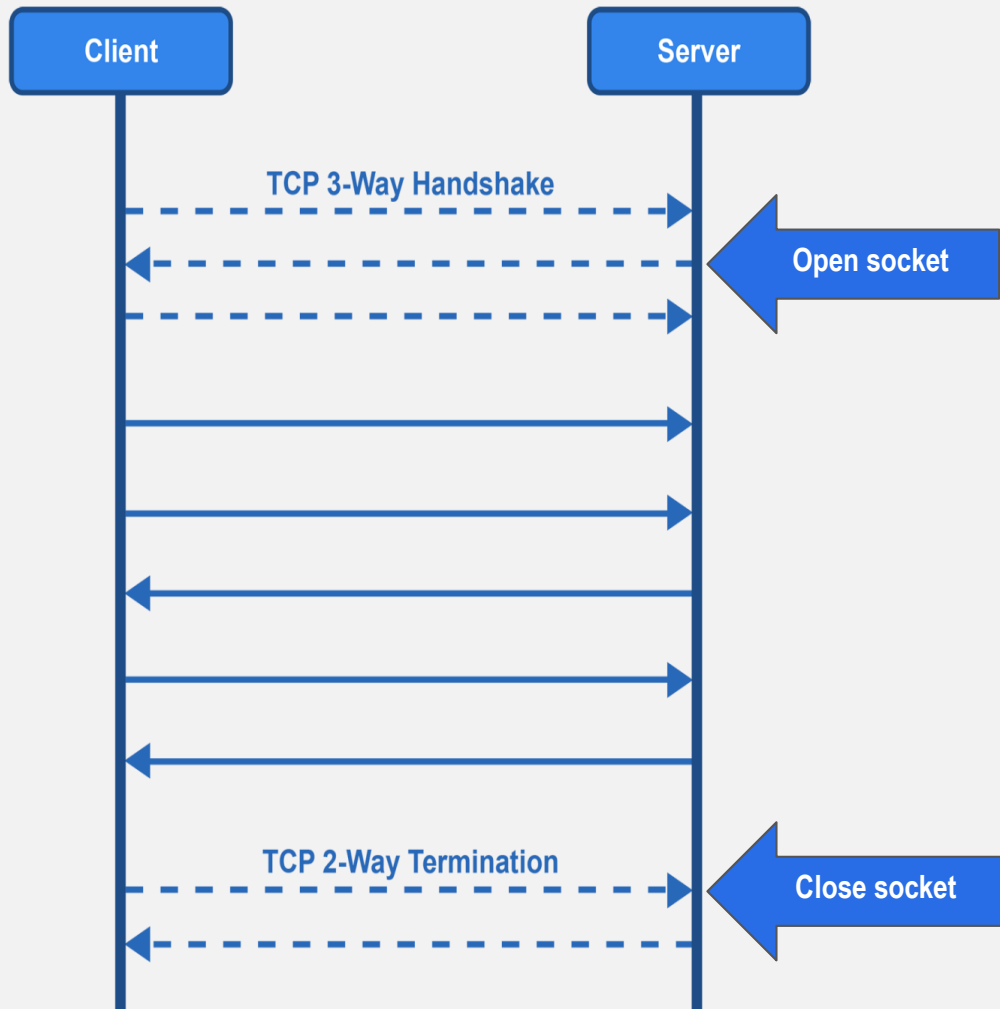 Client
Server
TCP 3-Way Handshake
Open socket
TCP 2-Way Termination
Close socket